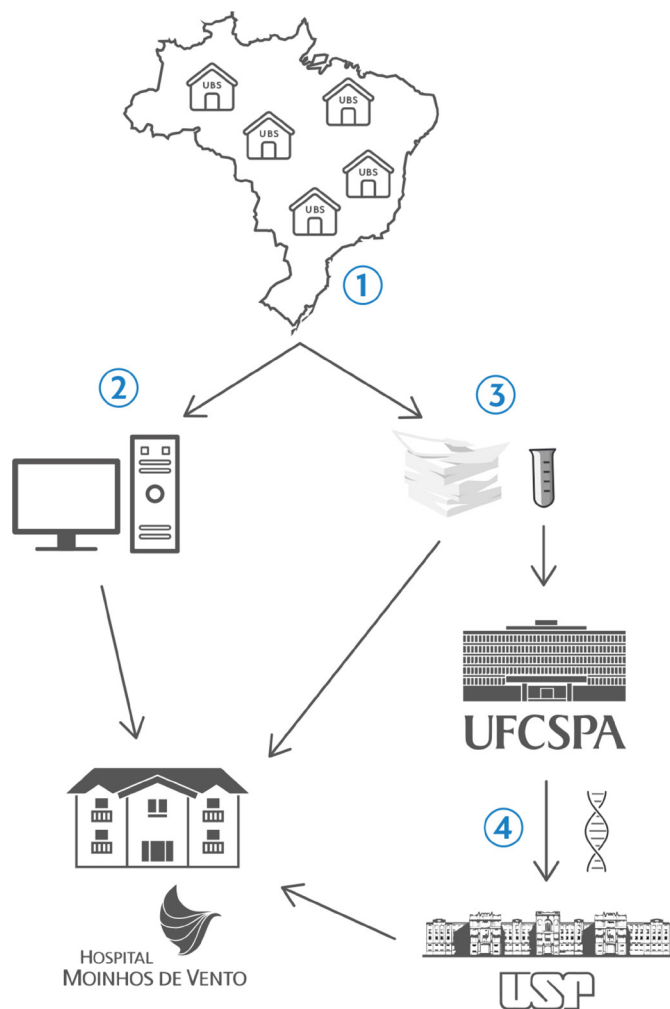 UBS
UBS
UBS
UBS
UBS
1
2
3
UFCSPA
4
HOSPITAL
MOINHOS DE VENTO
USP